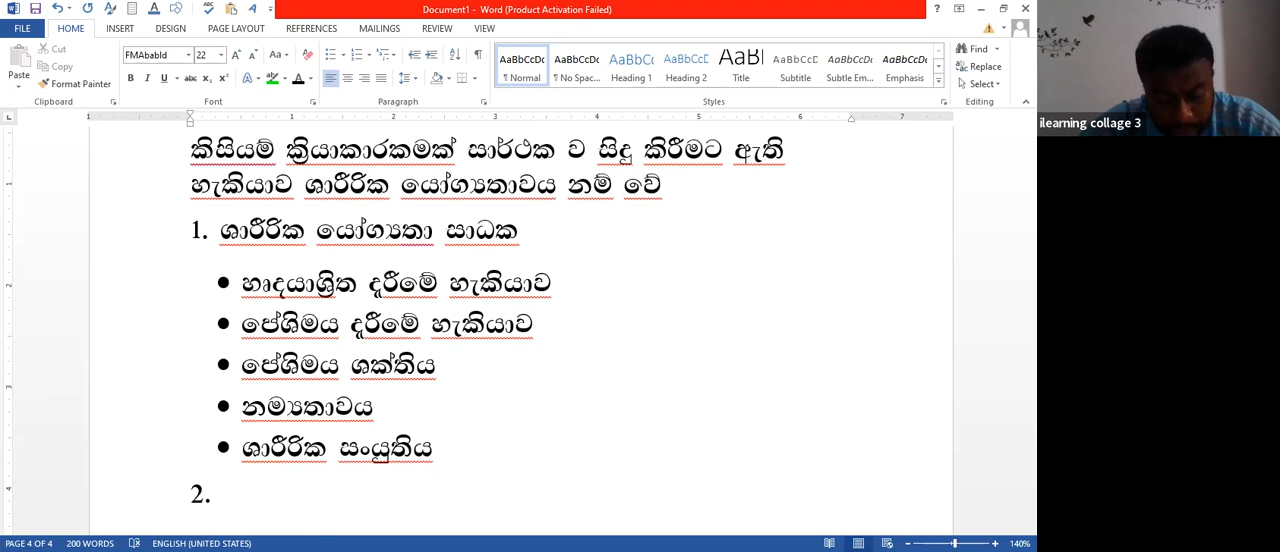 Document1 - Word (Product Activation Failed)
FILE HOME INSERT DESIGN PAGE LAYOUT REFERENCES MAILINGS REVIEW VIEW
Cut
Copy
Format Painter
Paste
FMAbabld 22
Clipboard Font Paragraph Styles Editing
AaBbCcDc AaBbCcDc AaBbCc AaBbCcD AaBl AaBbCcD AaBbCcDc AaBbCcDc
¶ Normal ¶ No Spac... Heading 1 Heading 2 Title Subtitle Subtle Em... Emphasis
Find
Replace
Select
ilearning collage 3
කිසියම් ක්‍රියාකාරකමක් සාර්ථක ව සිදු කිරීමට ඇති
හැකියාව ශාරීරික යෝග්‍යතාවය නම් වේ
1. ශාරීරික යෝග්‍යතා සාධක
● හෘදයාශ්‍රිත දැරීමේ හැකියාව
● පේශිමය දැරීමේ හැකියාව
● පේශිමය ශක්තිය
● නම්‍යතාවය
● ශාරීරික සංයුතිය
2.
PAGE 4 OF 4 200 WORDS ENGLISH (UNITED STATES) 140%